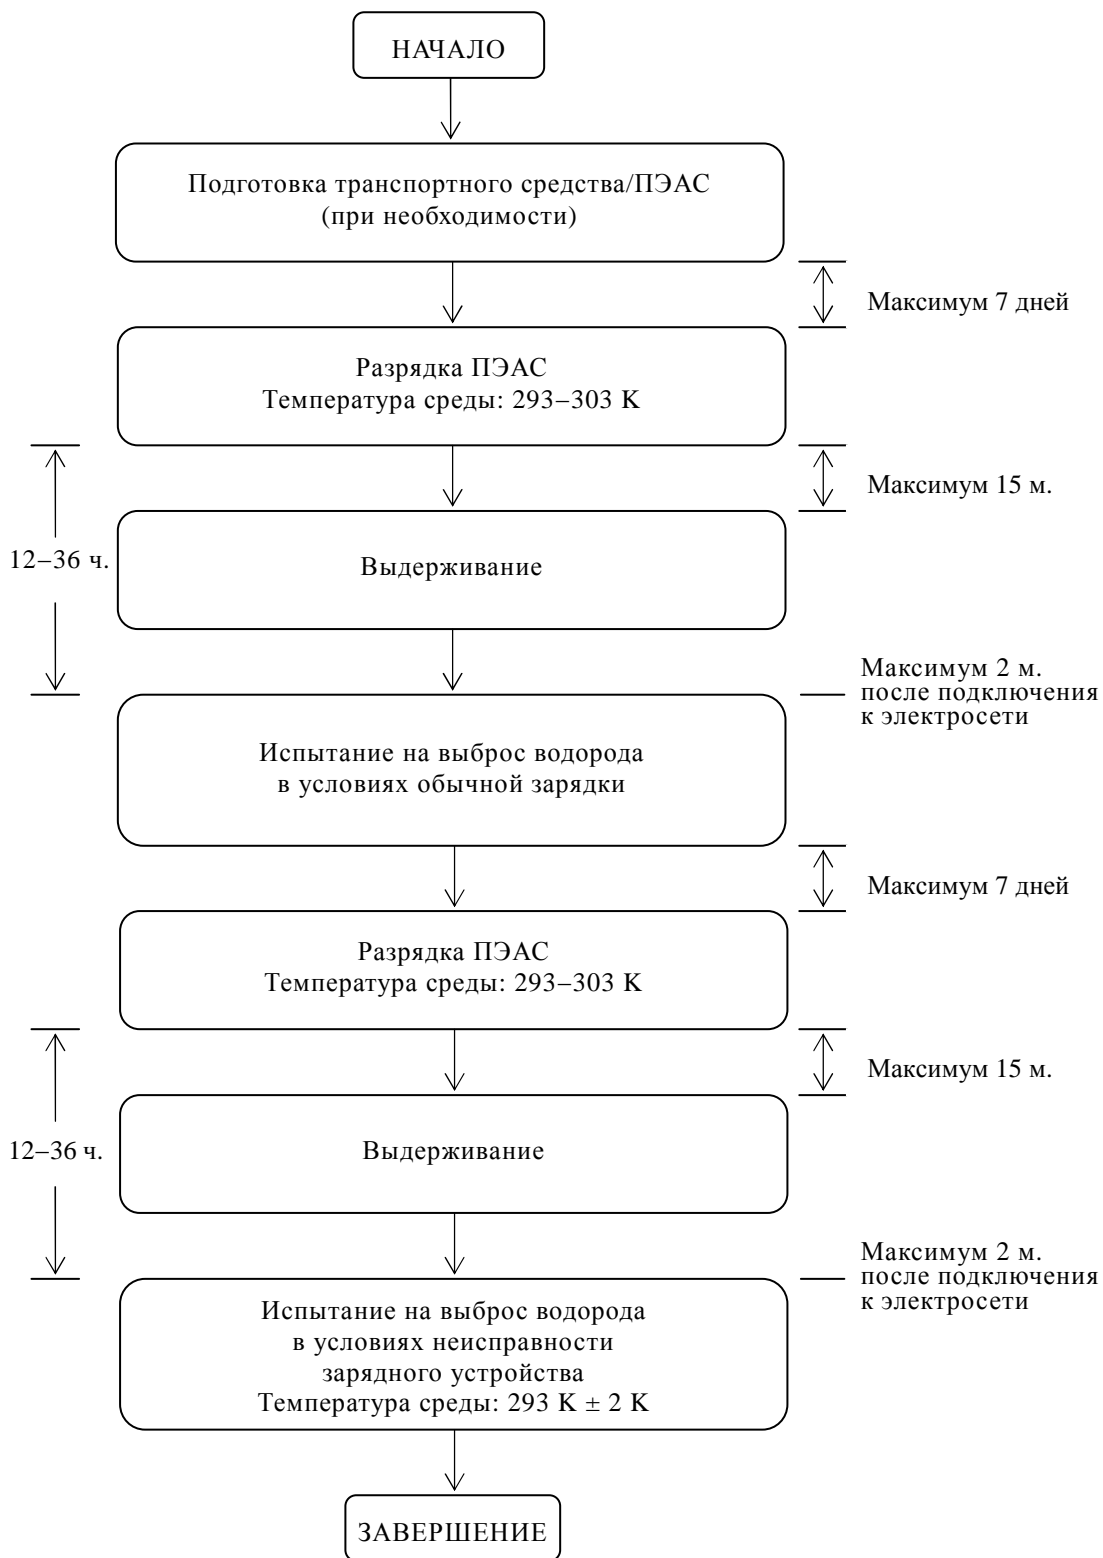 НАЧАЛО
Подготовка транспортного средства/ПЭАС
(при необходимости)
Максимум 7 дней
Разрядка ПЭАС
Температура среды: 293–303 K
Максимум 15 м.
12–36 ч.
Выдерживание
Максимум 2 м.
после подключения
к электросети
Испытание на выброс водорода
в условиях обычной зарядки
Максимум 7 дней
Разрядка ПЭАС
Температура среды: 293–303 K
Максимум 15 м.
12–36 ч.
Выдерживание
Максимум 2 м.
после подключения
к электросети
Испытание на выброс водорода
в условиях неисправности
зарядного устройства
Температура среды: 293 K ± 2 K
ЗАВЕРШЕНИЕ